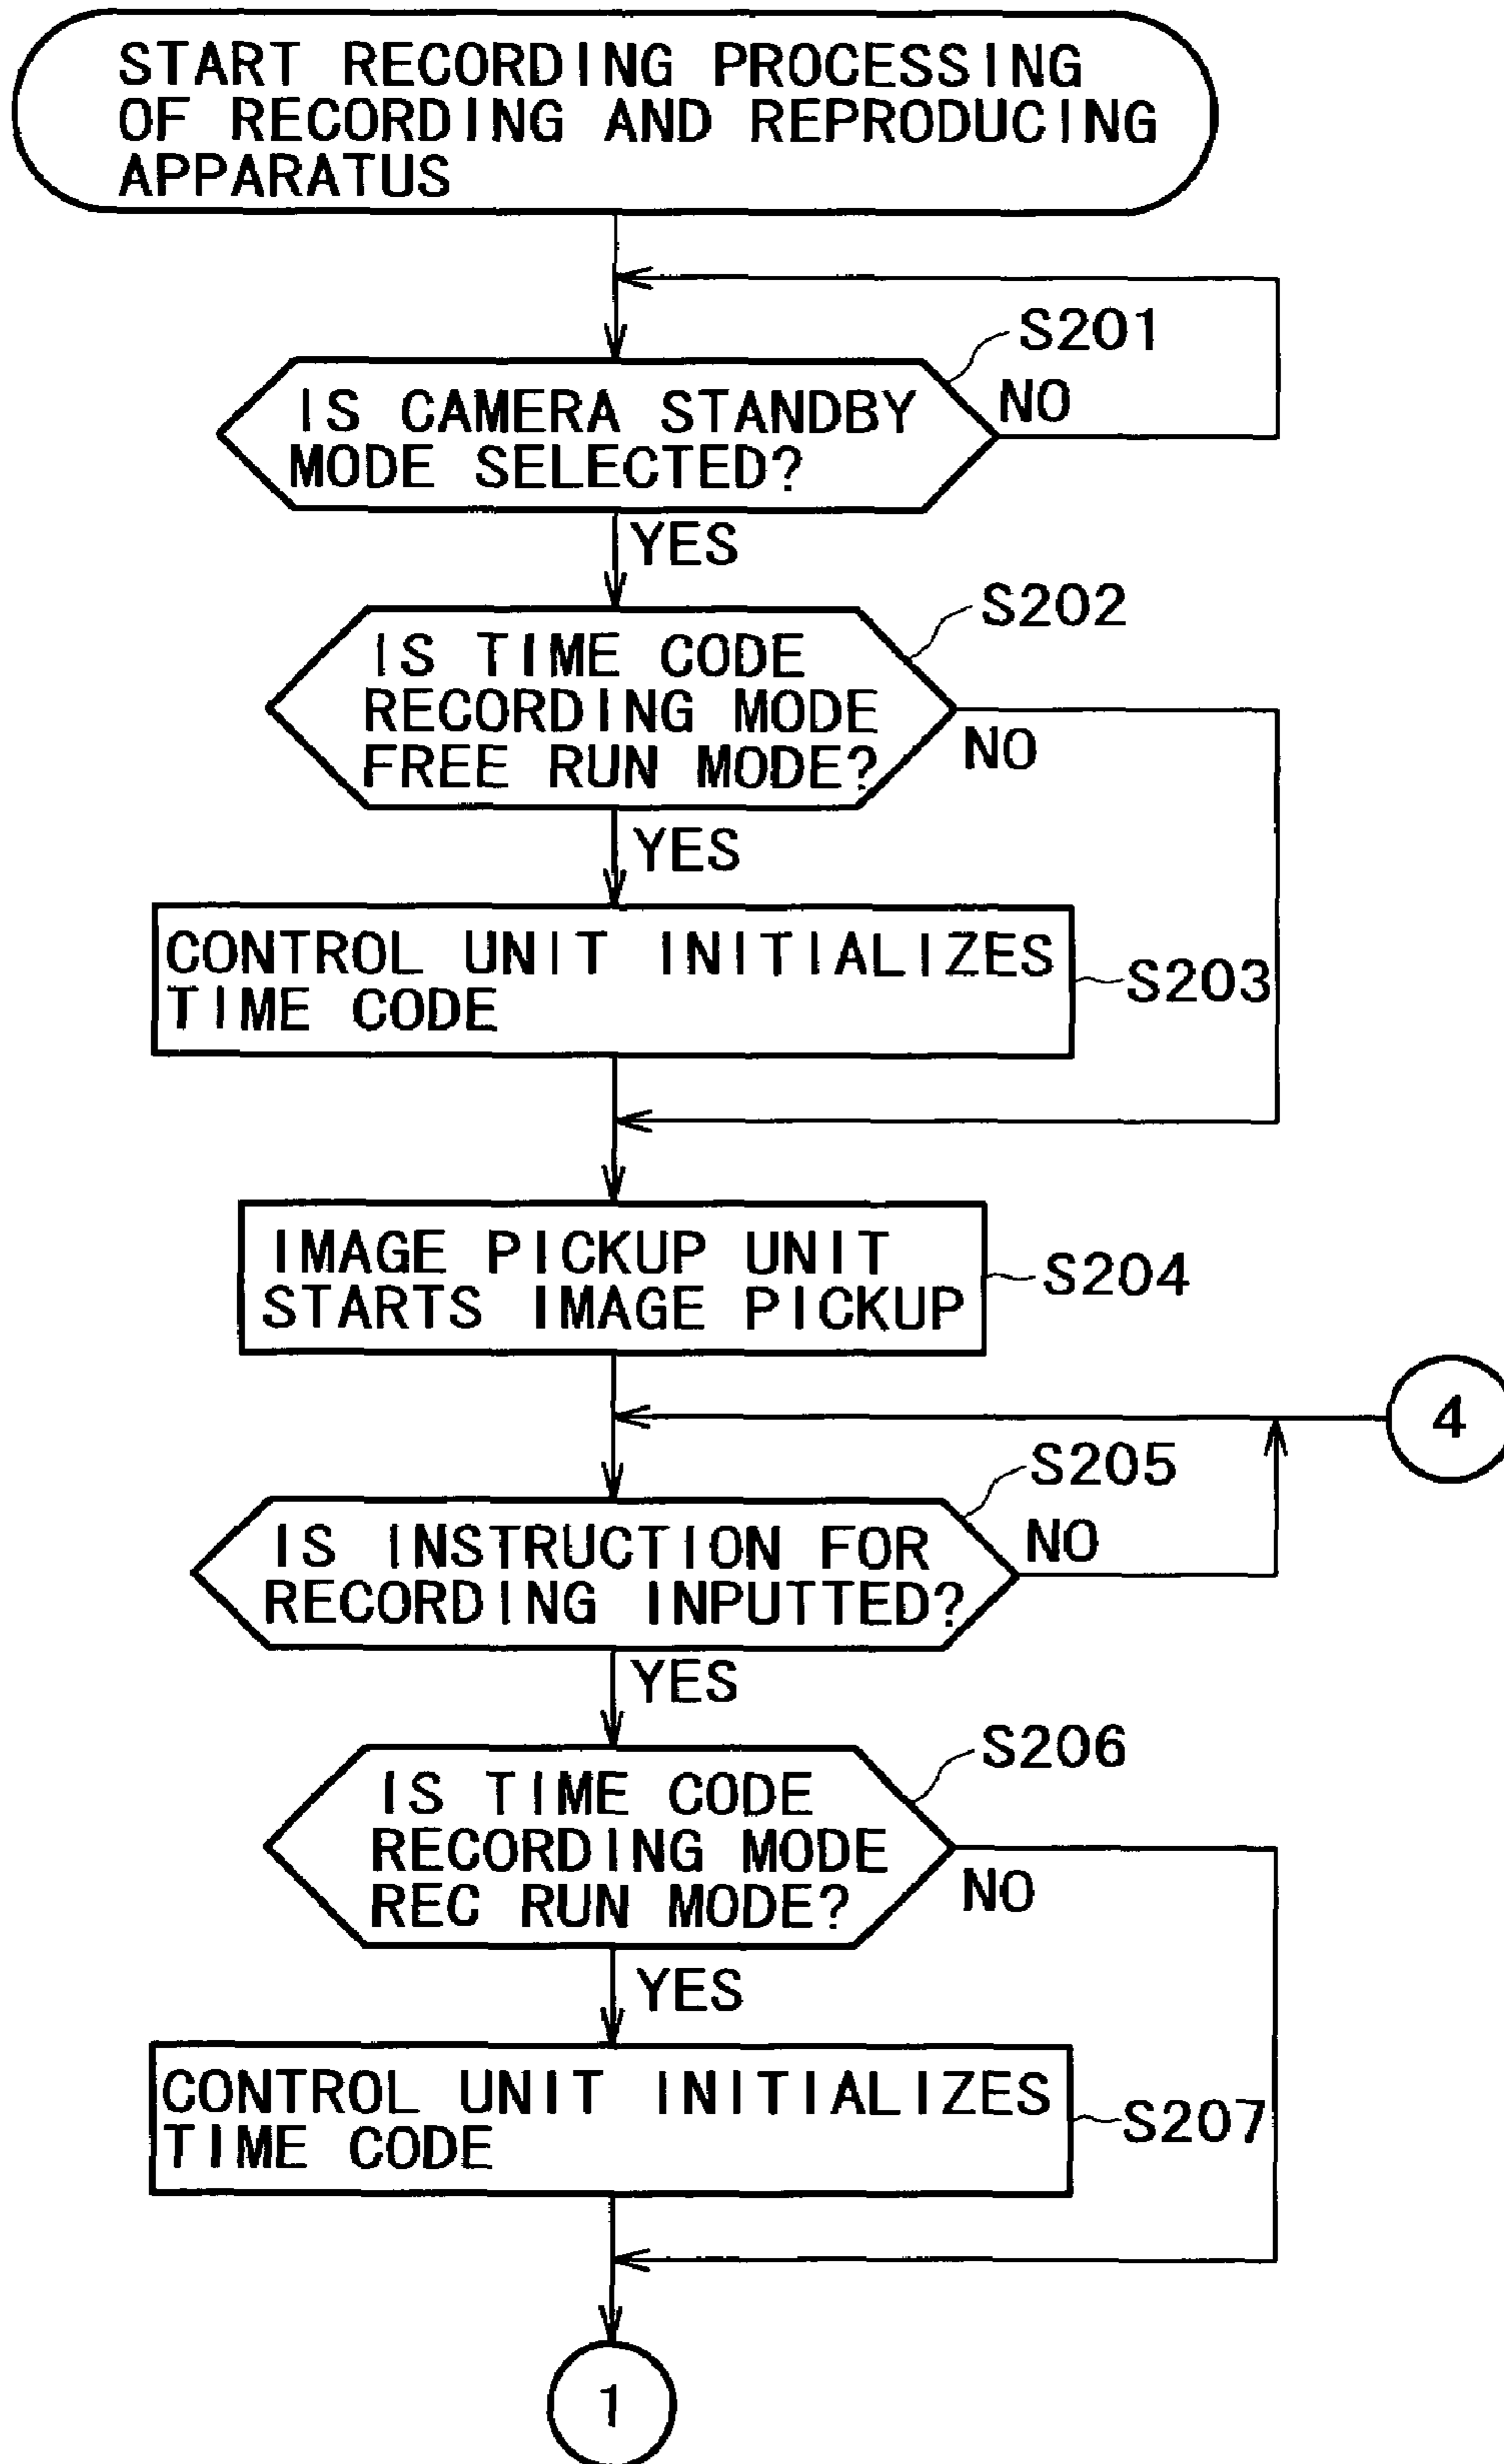 START RECORDING PROCESSING
OF RECORDING AND REPRODUCING
APPARATUS
S201
IS CAMERA STANDBY
MODE SELECTED?
NO
YES
S202
IS TIME CODE
RECORDING MODE
FREE RUN MODE?
NO
YES
CONTROL UNIT INITIALIZES
TIME CODE
S203
IMAGE PICKUP UNIT
STARTS IMAGE PICKUP
S204
4
S205
IS INSTRUCTION FOR
RECORDING INPUTTED?
NO
YES
S206
IS TIME CODE
RECORDING MODE
REC RUN MODE?
NO
YES
CONTROL UNIT INITIALIZES
TIME CODE
S207
1